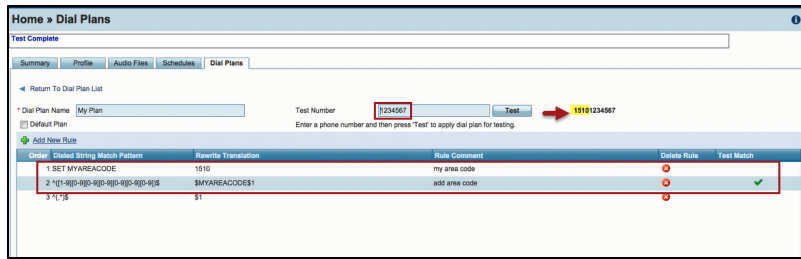 Home » Dial Plans
Test Complete
Summary Profile Audio Files Schedules Dial Plans
Return To Dial Plan List
* Dial Plan Name My Plan Test Number 1234567 Test 15101234567
Default Plan Enter a phone number and then press 'Test' to apply dial plan for testing.
Add New Rule
Order Dialed String Match Pattern Rewrite Translation Rule Comment Delete Rule Test Match
1 SET MYAREACODE 1510 my area code
2 ^([1-9][0-9][0-9][0-9][0-9][0-9][0-9])$ $MYAREACODE$1 add area code
3 ^(.*)$ $1